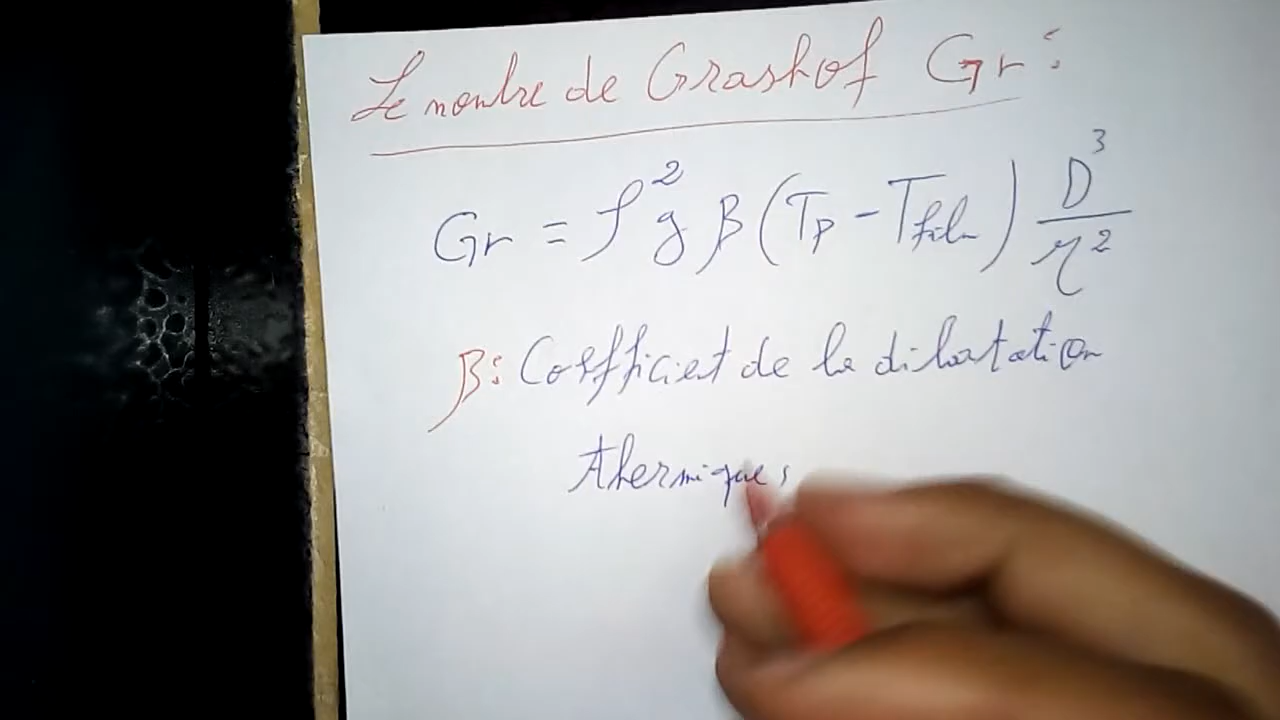 Le nombre de Grashof Gr :
Gr = ρ² g β (Tp - Tfilm) D³ / η²
β : Coefficient de la dilatation
thermique,